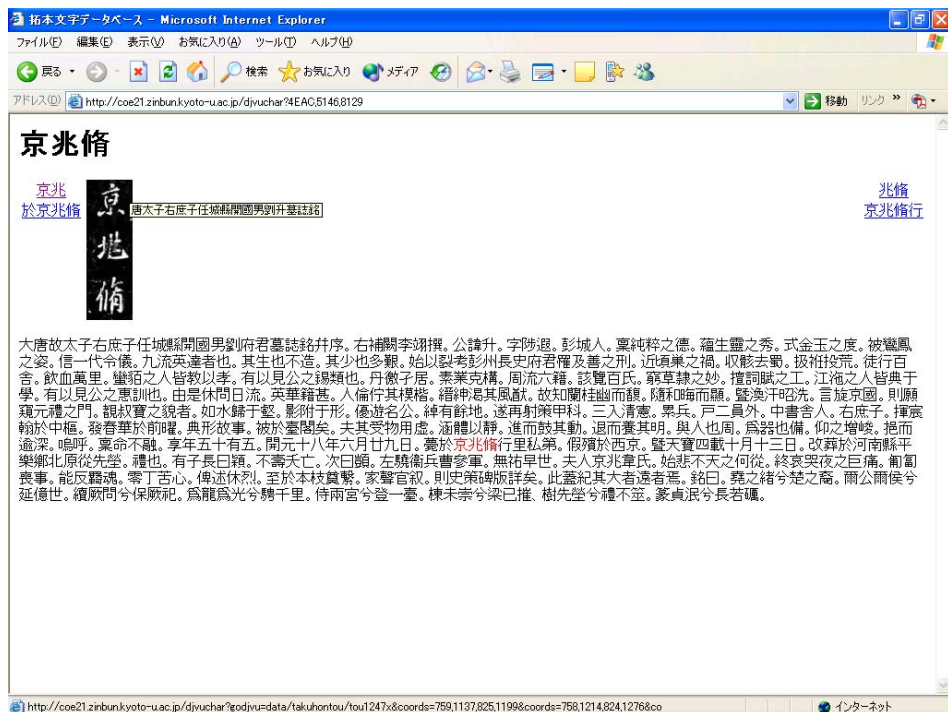 拓本文字データベース - Microsoft Internet Explorer
ファイル(F) 編集(E) 表示(V) お気に入り(A) ツール(T) ヘルプ(H)
戻る 検索 お気に入り メディア
アドレス(D) http://coe21.zinbun.kyoto-u.ac.jp/djvuchar?4EAC,5146,8129 移動 リンク »
京兆脩
京兆 兆脩
於京兆脩 京兆脩行
京兆脩
唐太子右庶子任城縣開國男劉升墓誌銘
大唐故太子右庶子任城縣開國男劉府君墓誌銘幷序。右補闕李翊撰。公諱升。字陟遐。彭城人。稟純粹之德。蘊生靈之秀。式金玉之度。被鸞鳳
之姿。信一代令儀。九流英達者也。其生也不造。其少也多艱。始以裂考彭州長史府君罹及善之刑。近頃巣之禍。收骸去蜀。扱衽投荒。徒行百
舍。飲血萬里。蠻貊之人皆教以孝。有以見公之錫類也。丹徼孑居。素業克構。周流六籍。該覽百氏。窮草隸之妙。擅詞賦之工。江沲之人皆典于
學。有以見公之惠訓也。由是休問日流。英華籍甚。人倫佇其模楷。縉紳渴其風猷。故知蘭桂幽而馥。隨和晦而顯。曁渙汗昭洗。言旋京國。則願
窺元禮之門。觀叔寶之貌者。如水歸于壑。影附于形。優遊名公。綽有餘地。遂再射策甲科。三入清憲。累兵。戸二員外。中書舍人。右庶子。揮宸
翰於中樞。發春華於前曜。典形故事。被於臺閣矣。夫其受物用虚。涵體以靜。進而鼓其動。退而養其明。與人也周。爲器也備。仰之增峻。挹而
逾深。嗚呼。稟命不融。享年五十有五。開元十八年六月廿九日。薨於京兆脩行里私第。假殯於西京。曁天寶四載十月十三日。改葬於河南縣平
樂鄕北原從先塋。禮也。有子長曰潁。不壽夭亡。次曰顗。左驍衞兵曹參軍。無祐早世。夫人京兆韋氏。始悲不天之何從。終哀哭夜之巨痛。匍匐
喪事。能反羇魂。零丁苦心。俾述休烈。至於本枝奠繫。家聲官叙。則史策碑版詳矣。此蓋紀其大者遠者焉。銘曰。堯之緒兮楚之裔。爾公爾侯兮
延億世。纘厥問兮保厥祀。爲龍爲光兮騁千里。侍兩宮兮登一臺。棟未崇兮梁已摧、樹先塋兮禮不莖。篆貞泯兮長若礪。
http://coe21.zinbun.kyoto-u.ac.jp/djvuchar?godjvu=data/takuhontou/tou1247x&coords=759,1137,825,1199&coords=758,1214,824,1276&co インターネット